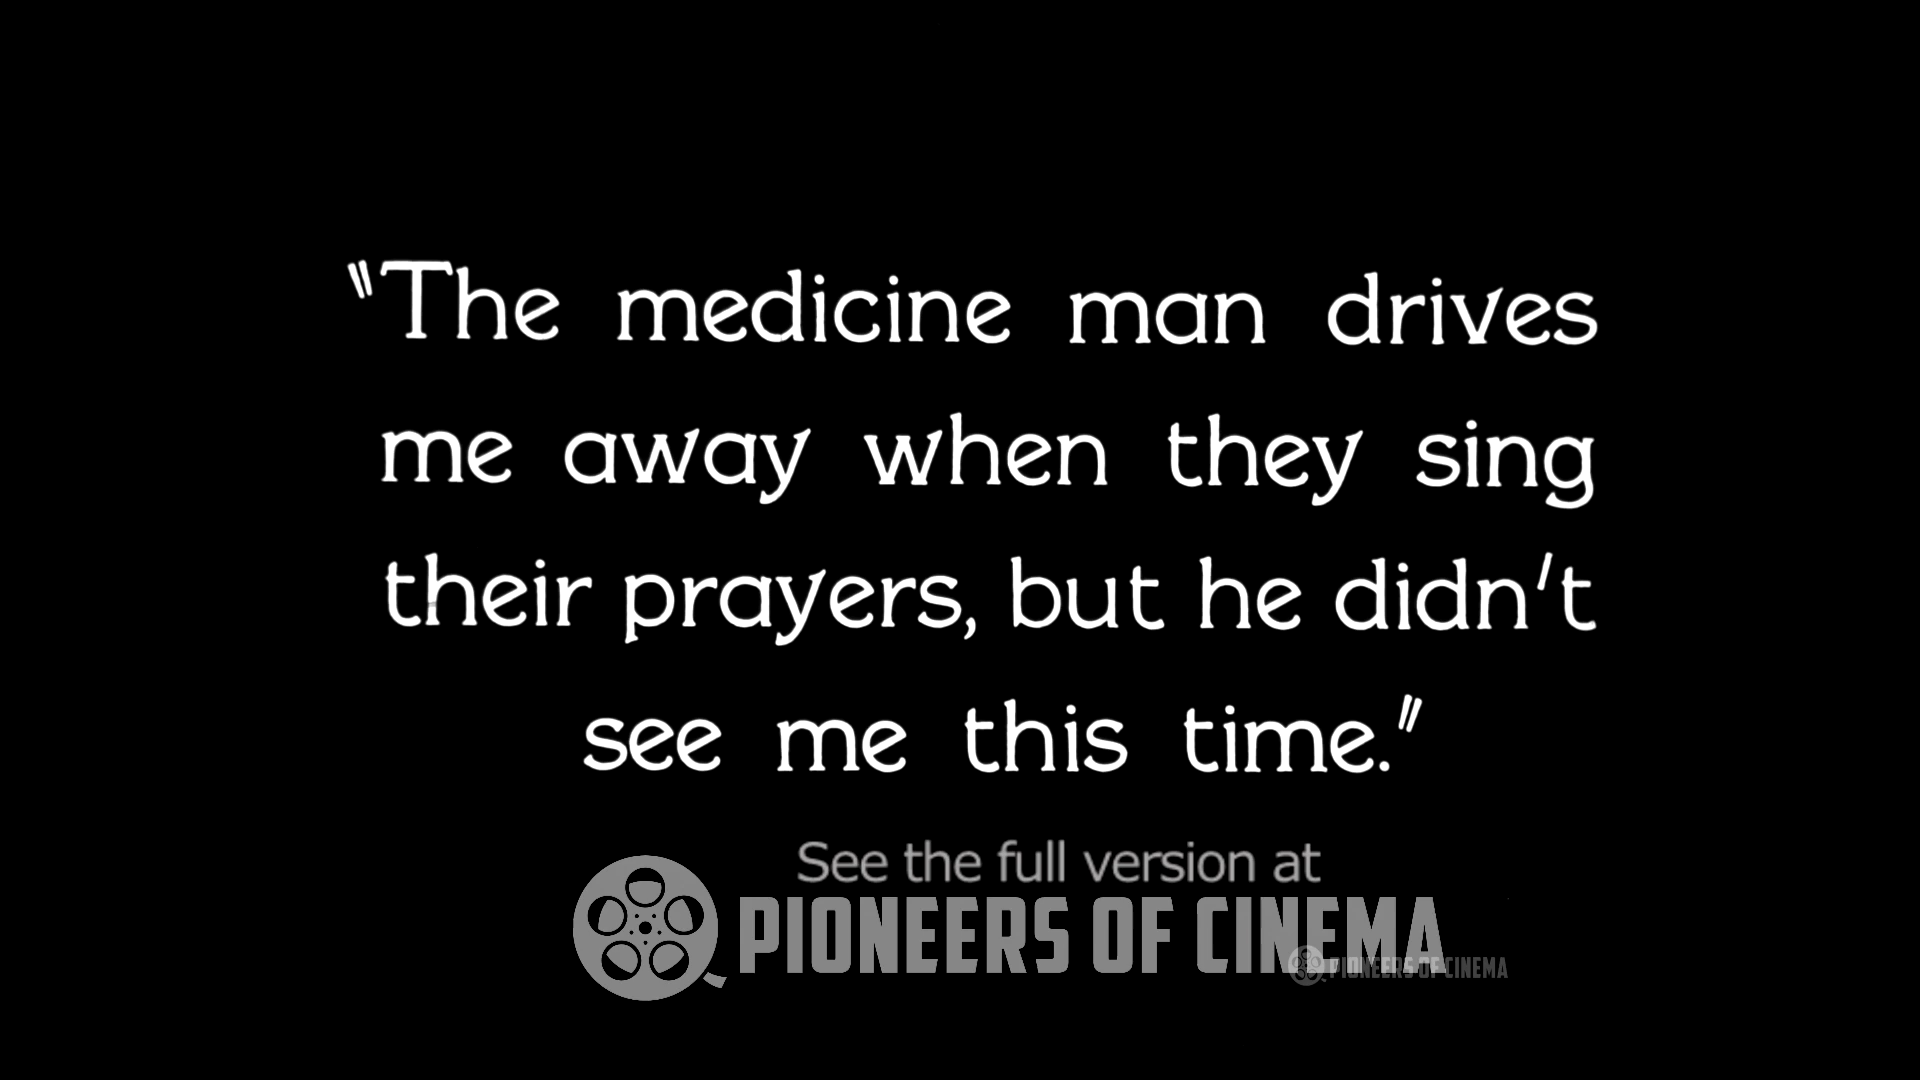 "The medicine man drives
me away when they sing
their prayers, but he didn't
see me this time."
See the full version at
PIONEERS OF CINEMA
PIONEERS OF CINEMA